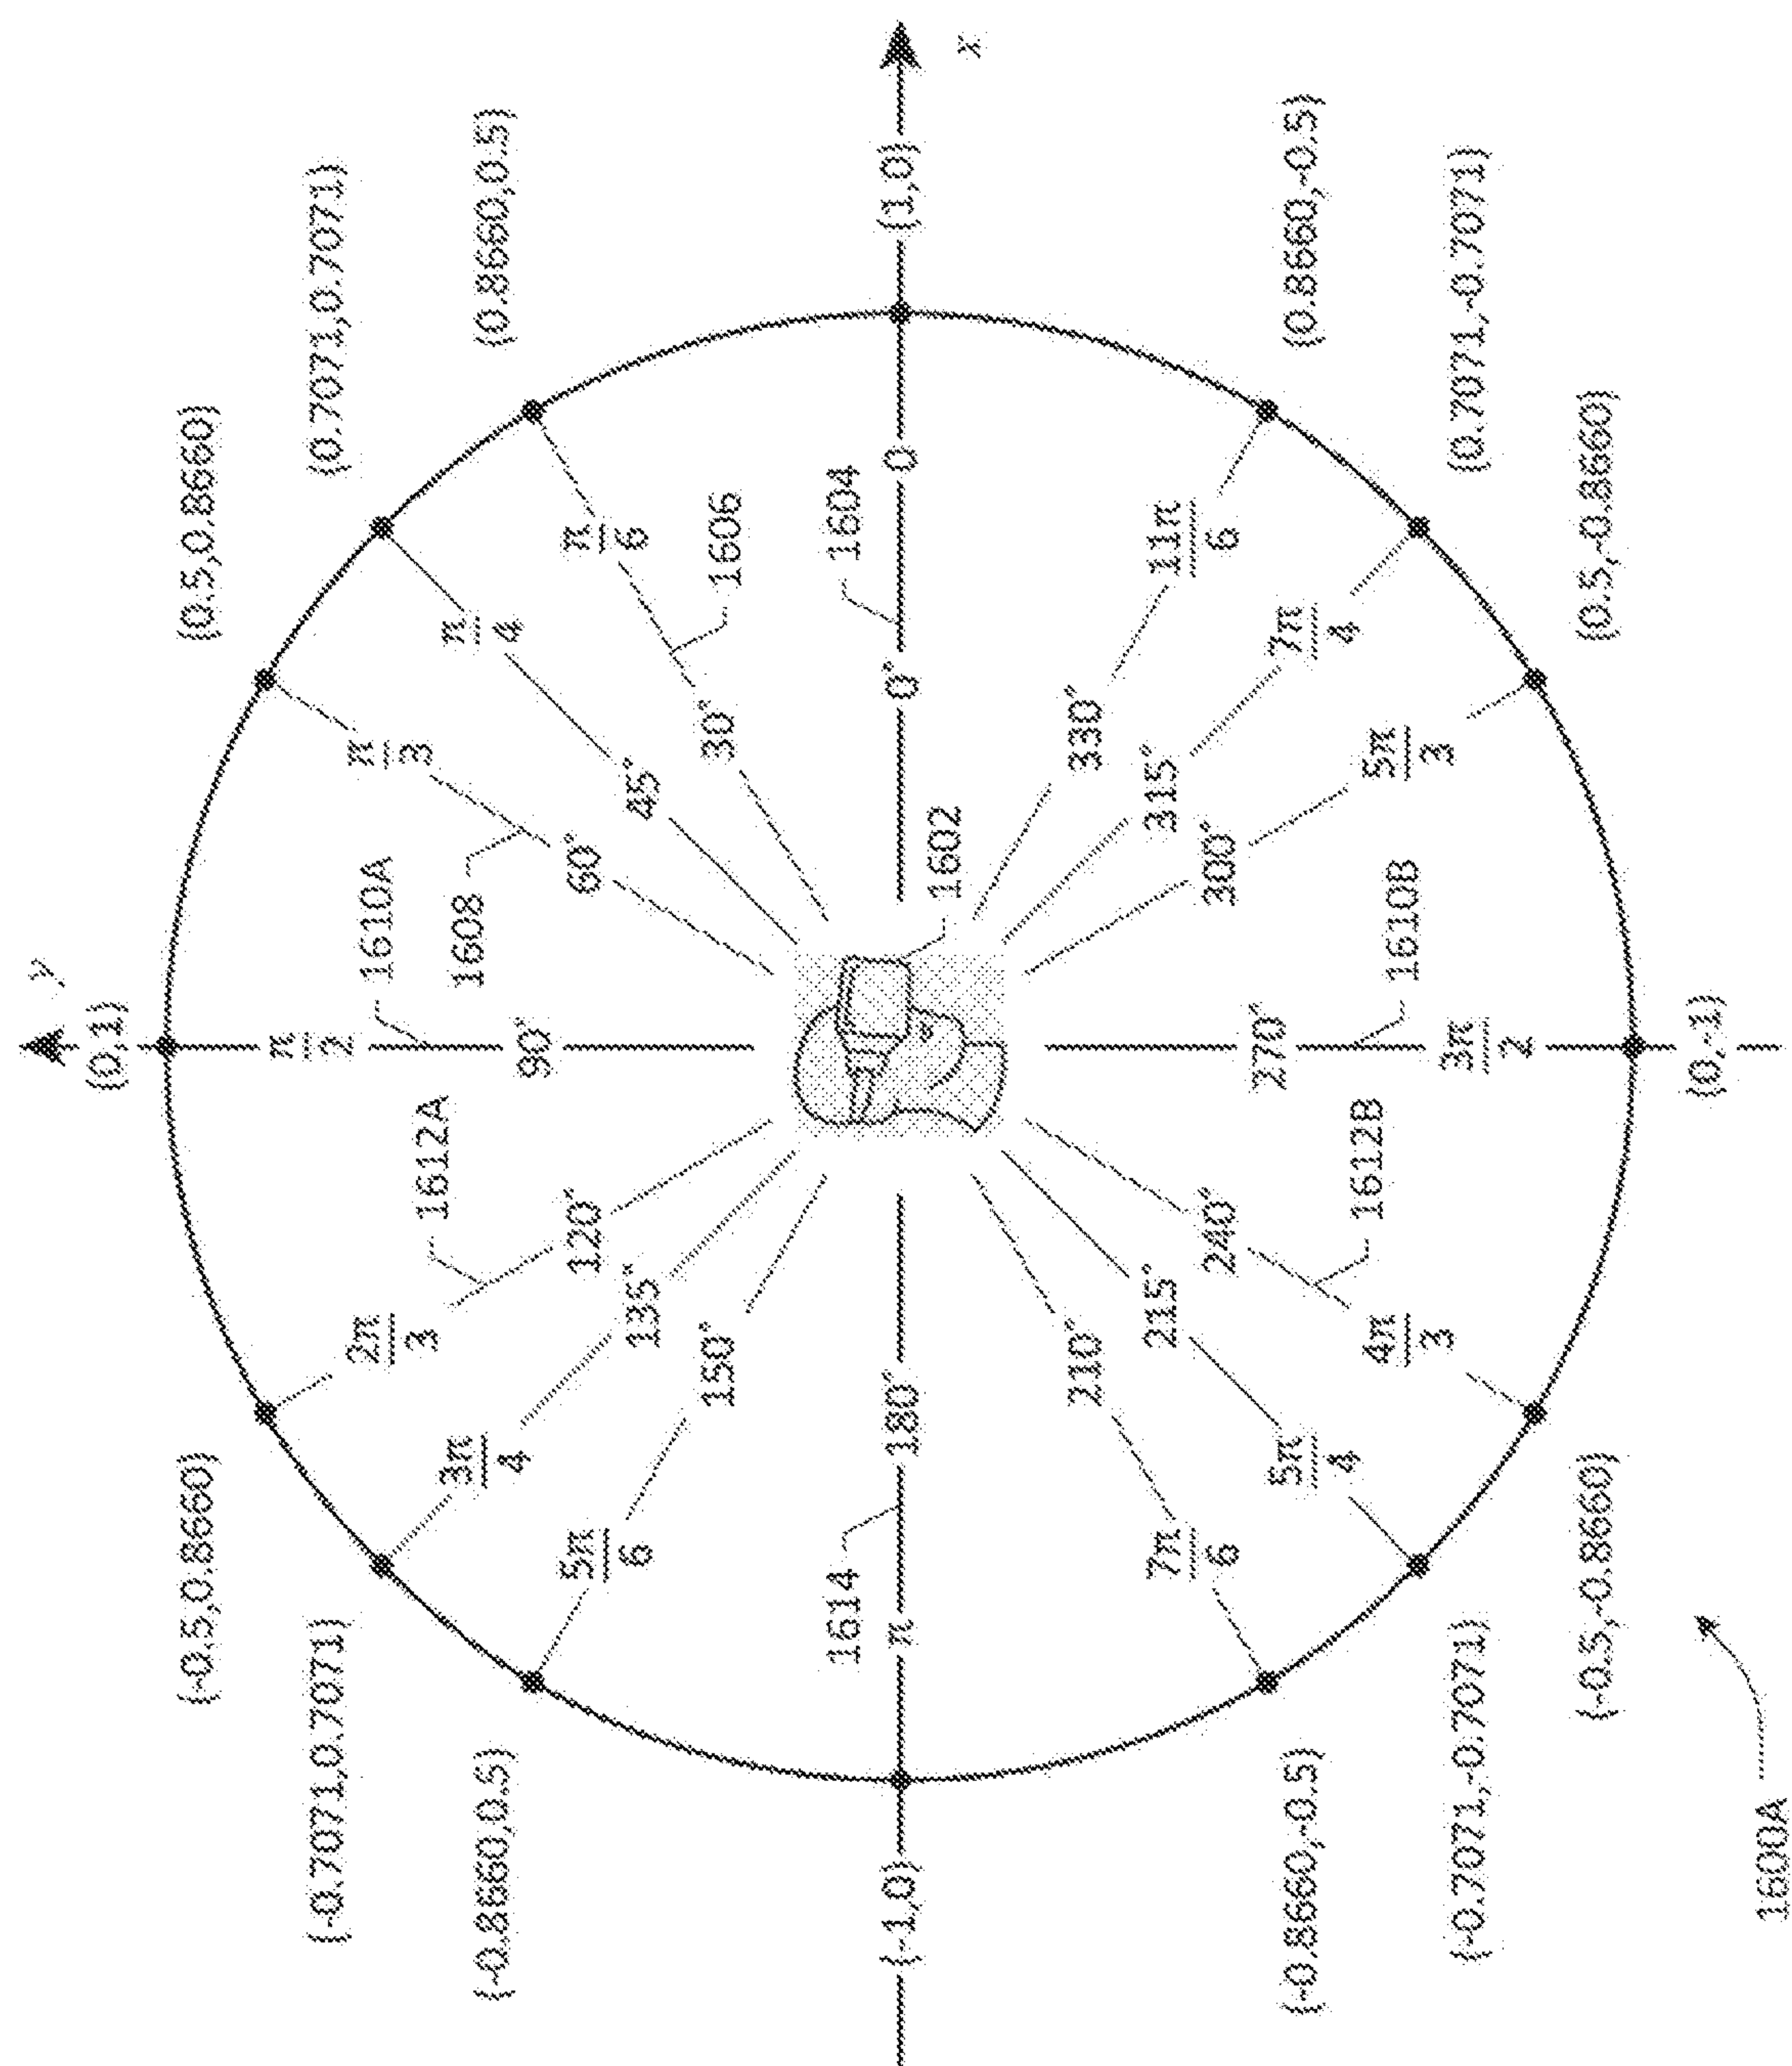 y
(0,1)
(-0.5,0.8660)
(0.5,0.8660)
(-0.7071,0.7071)
(0.7071,0.7071)
(-0.8660,0.5)
(0.8660,0.5)
π
2
1610A
2π
3
1612A
1608
π
3
3π
4
90°
π
4
5π
6
120°
60°
π
6
135°
45°
150°
30°
1606
1614
1604
(-1,0)
π
180°
0°
0
(1,0)
x
1602
210°
330°
7π
6
215°
315°
11π
6
240°
270°
300°
5π
4
7π
4
4π
3
1612B
1610B
5π
3
3π
2
(-0.8660,-0.5)
(0.8660,-0.5)
(-0.7071,-0.7071)
(0.7071,-0.7071)
(-0.5,-0.8660)
(0.5,-0.8660)
(0,-1)
1600A